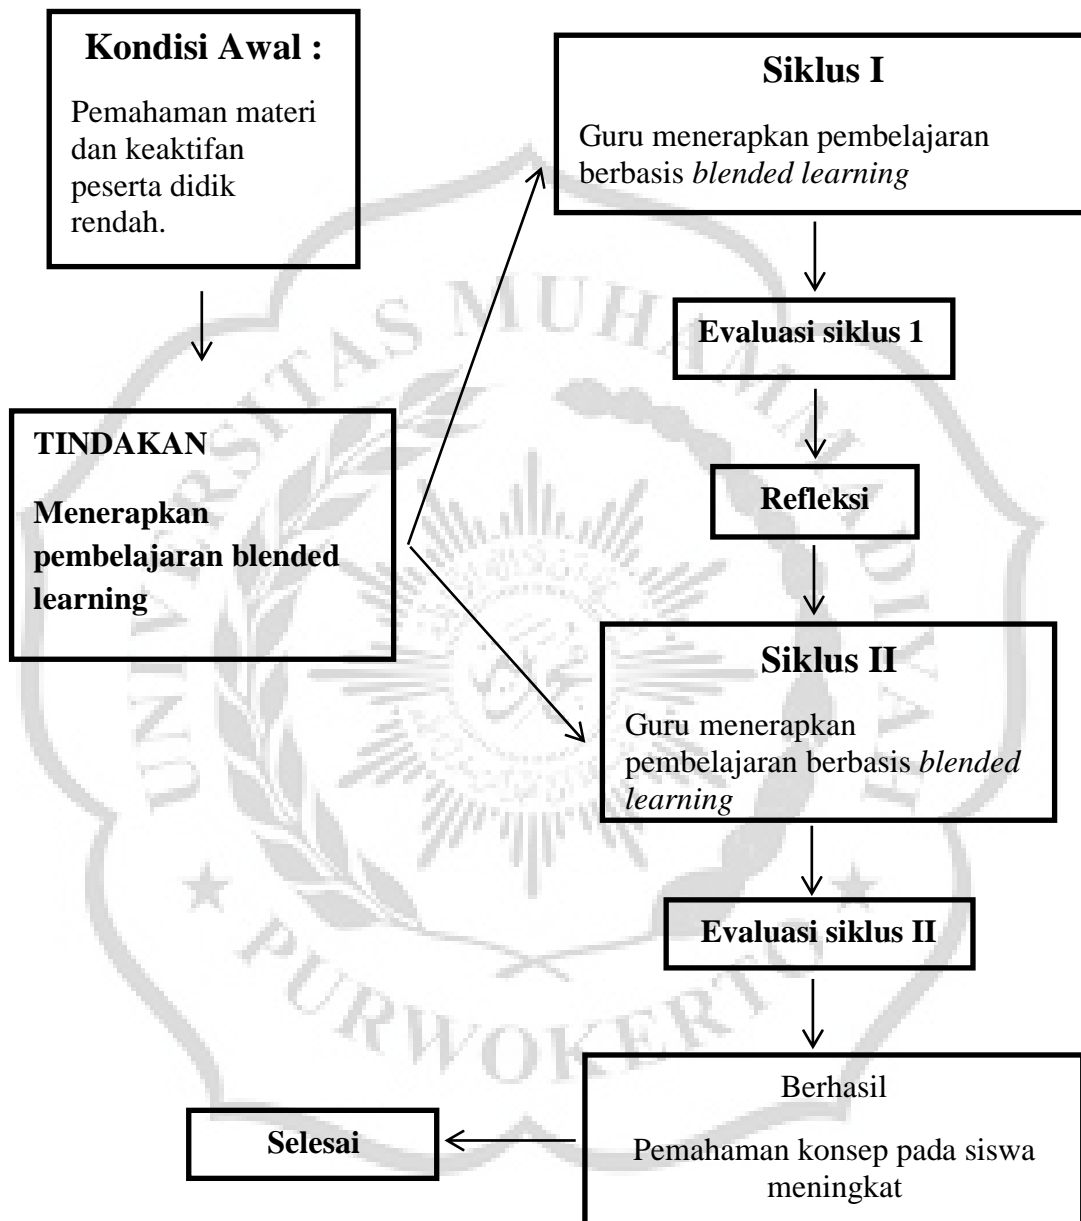 Kondisi Awal :
Pemahaman materi
dan keaktifan
peserta didik
rendah.
TINDAKAN
Menerapkan
pembelajaran blended
learning
Siklus I
Guru menerapkan pembelajaran
berbasis blended learning
Evaluasi siklus 1
Refleksi
Siklus II
Guru menerapkan
pembelajaran berbasis blended
learning
Evaluasi siklus II
Berhasil
Pemahaman konsep pada siswa
meningkat
Selesai
UNIVERSITAS MUHAMMADIYAH
PURWOKERTO